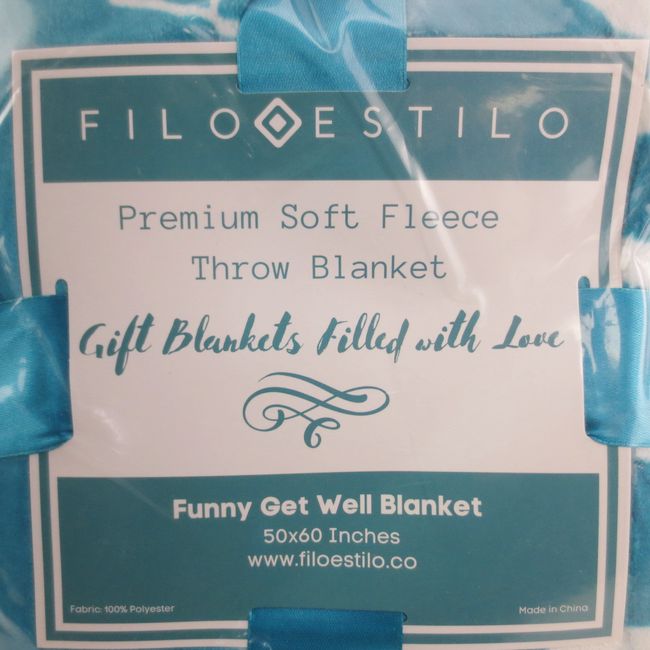 FILO ESTILO
Premium Soft Fleece
Throw Blanket
Gift Blankets Filled with Love
Funny Get Well Blanket
50x60 Inches
www.filoestilo.co
Fabric: 100% Polyester
Made in China